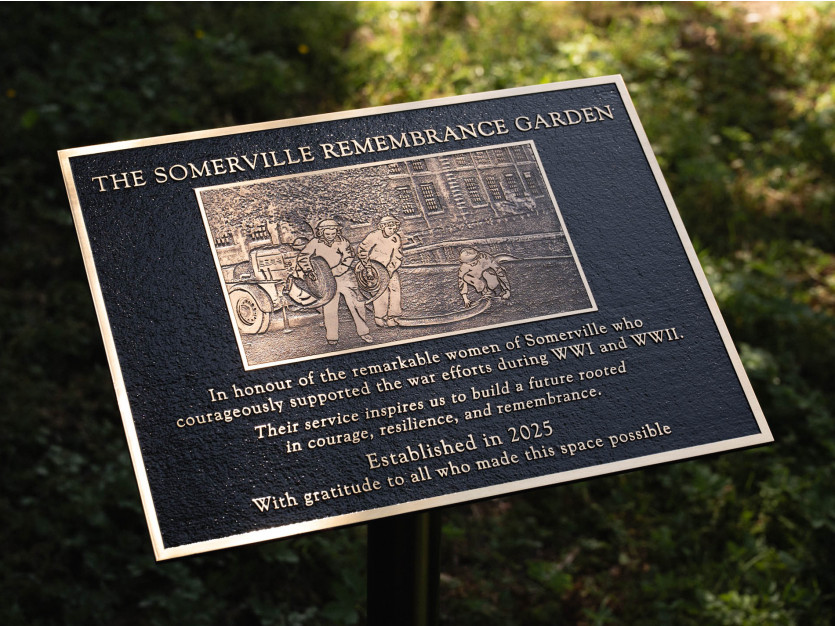 THE SOMERVILLE REMEMBRANCE GARDEN
In honour of the remarkable women of Somerville who
courageously supported the war efforts during WWI and WWII.
Their service inspires us to build a future rooted
in courage, resilience, and remembrance.
Established in 2025
With gratitude to all who made this space possible